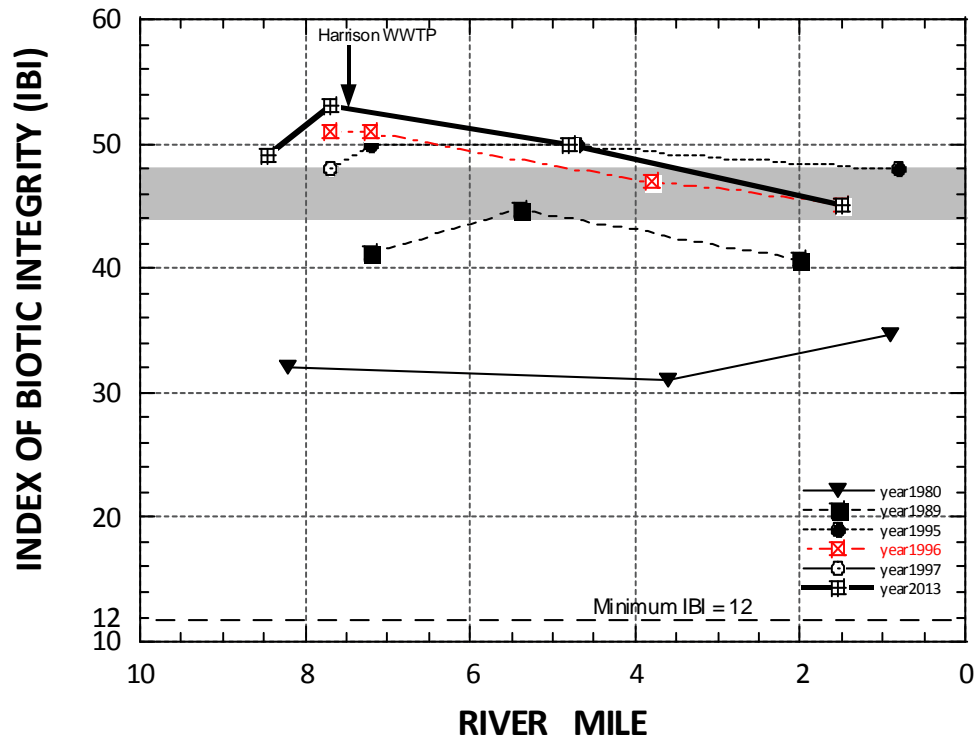 INDEX OF BIOTIC INTEGRITY (IBI)
60
50
40
30
20
12
10
Harrison WWTP
year1980
year1989
year1995
year1996
year1997
year2013
Minimum IBI = 12
10 8 6 4 2 0
RIVER MILE